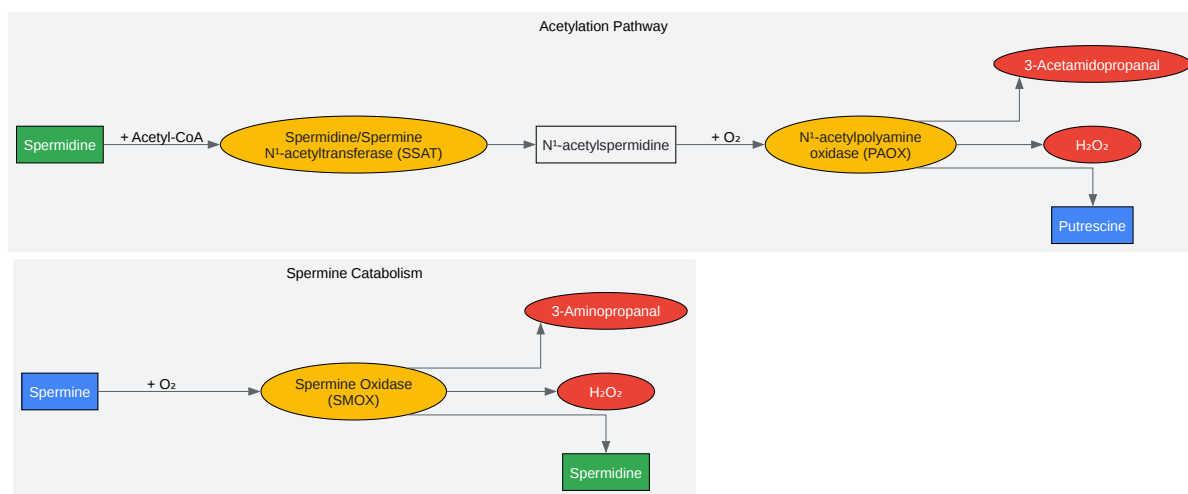 Acetylation Pathway
3-Acetamidopropanal
Spermidine
+ Acetyl-CoA
Spermidine/Spermine
N¹-acetyltransferase (SSAT)
N¹-acetylspermidine
+ O₂
N¹-acetylpolyamine
oxidase (PAOX)
H₂O₂
Putrescine
Spermine Catabolism
3-Aminopropanal
Spermine
+ O₂
Spermine Oxidase
(SMOX)
H₂O₂
Spermidine